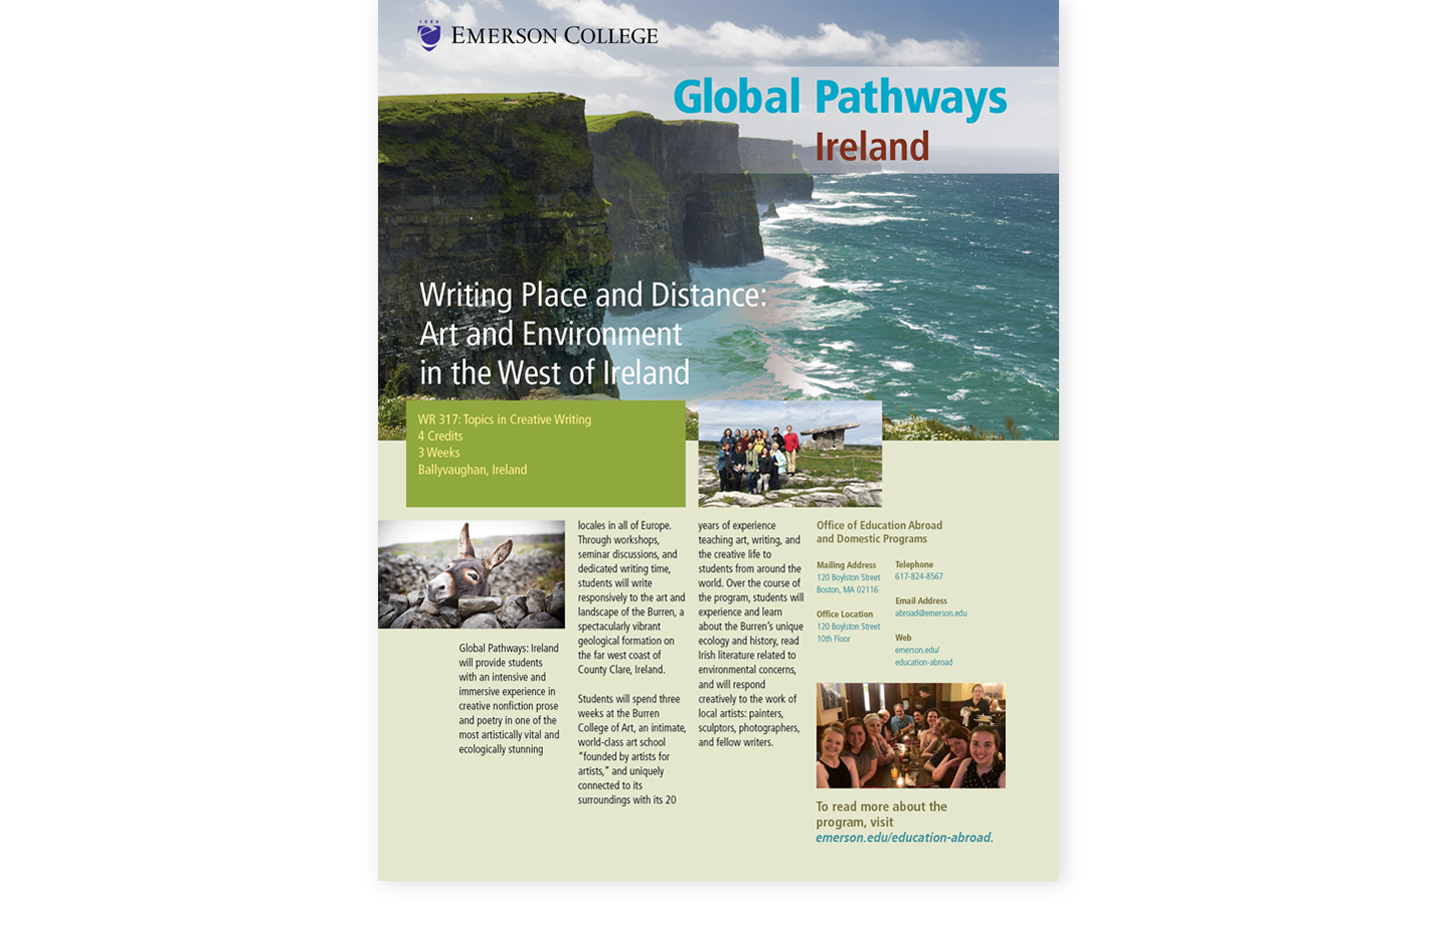 EMERSON COLLEGE
Global Pathways
Ireland
Writing Place and Distance:
Art and Environment
in the West of Ireland
WR 317: Topics in Creative Writing
4 Credits
3 Weeks
Ballyvaughan, Ireland
Global Pathways: Ireland
will provide students
with an intensive and
immersive experience in
creative nonfiction prose
and poetry in one of the
most artistically vital and
ecologically stunning
locales in all of Europe.
Through workshops,
seminar discussions, and
dedicated writing time,
students will write
responsively to the art and
landscape of the Burren, a
spectacularly vibrant
geological formation on
the far west coast of
County Clare, Ireland.
Students will spend three
weeks at the Burren
College of Art, an intimate,
world-class art school
“founded by artists for
artists,” and uniquely
connected to its
surroundings with its 20
years of experience
teaching art, writing, and
the creative life to
students from around the
world. Over the course of
the program, students will
experience and learn
about the Burren’s unique
ecology and history, read
Irish literature related to
environmental concerns,
and will respond
creatively to the work of
local artists: painters,
sculptors, photographers,
and fellow writers.
Office of Education Abroad
and Domestic Programs
Mailing Address
120 Boylston Street
Boston, MA 02116
Office Location
120 Boylston Street
10th Floor
Telephone
617-824-8567
Email Address
abroad@emerson.edu
Web
emerson.edu/
education-abroad
To read more about the
program, visit
emerson.edu/education-abroad.